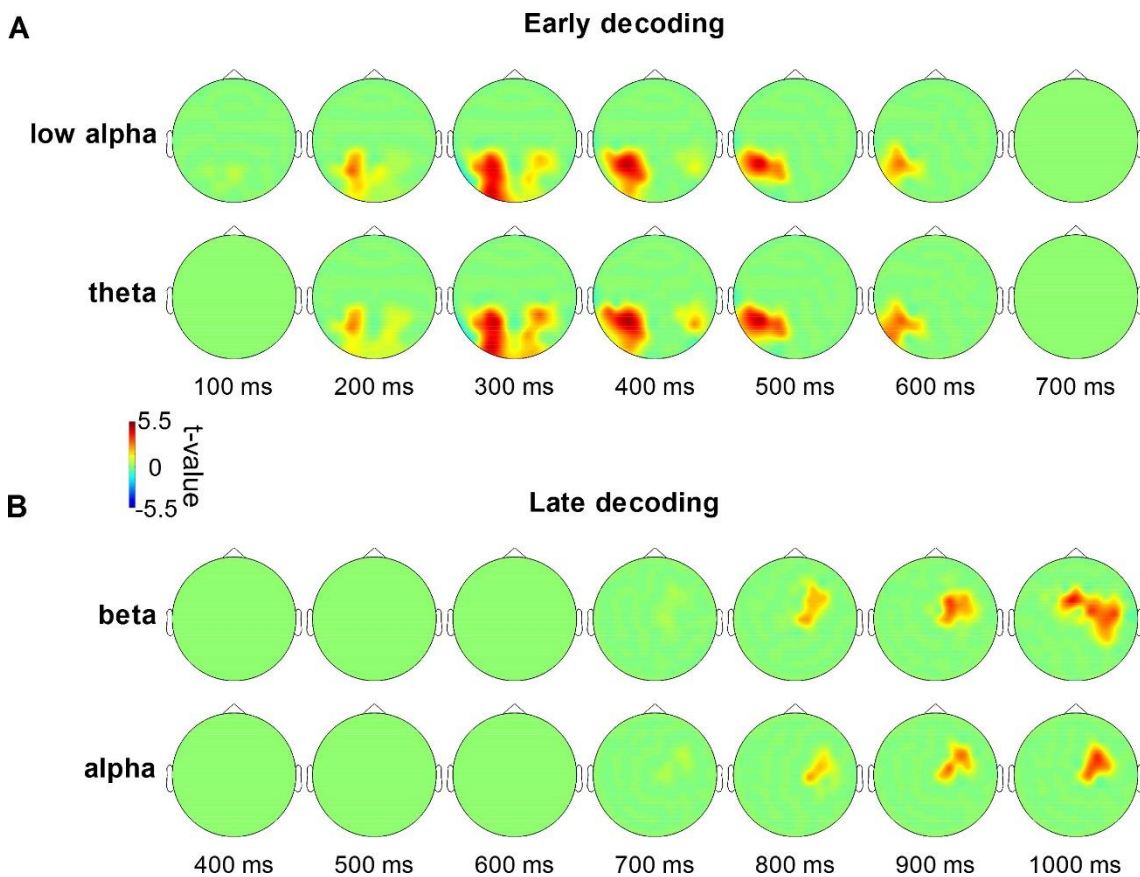 A
Early decoding
low alpha
theta
100 ms 200 ms 300 ms 400 ms 500 ms 600 ms 700 ms
5.5
0
-5.5
t-value
B
Late decoding
beta
alpha
400 ms 500 ms 600 ms 700 ms 800 ms 900 ms 1000 ms